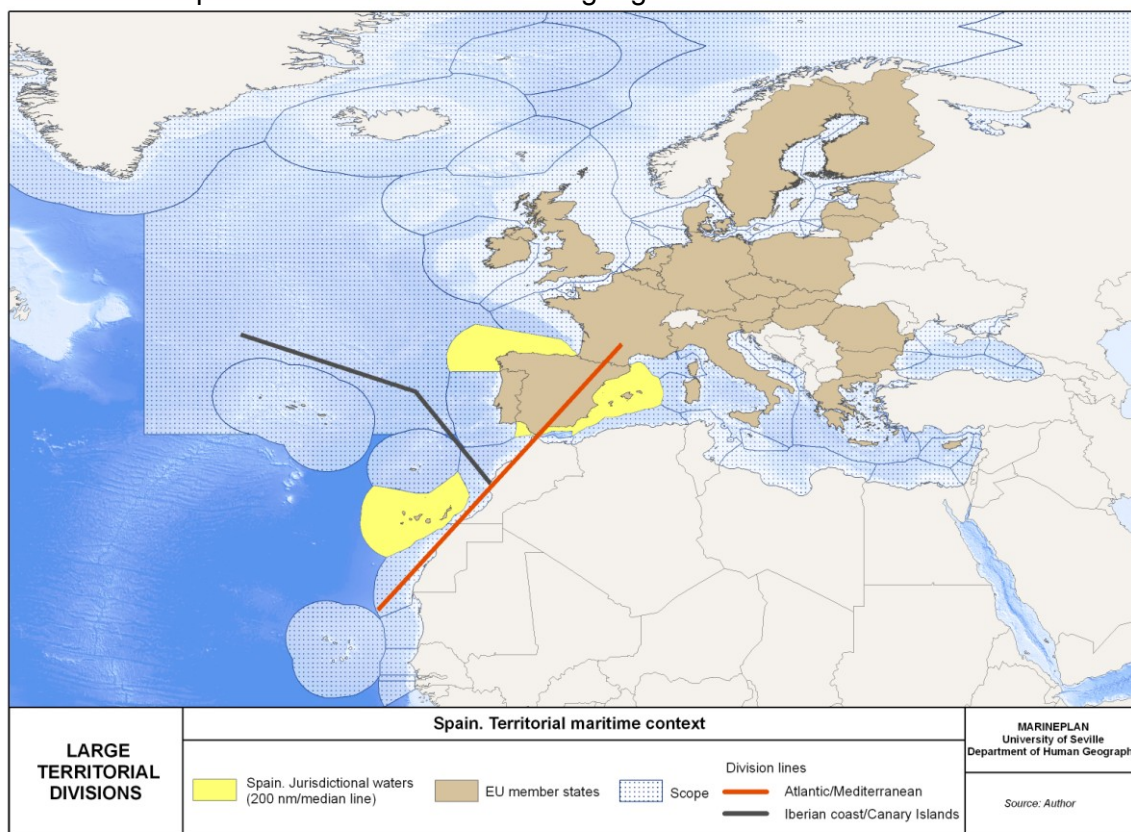 LARGE
TERRITORIAL
DIVISIONS
Spain. Territorial maritime context
Spain. Jurisdictional waters
(200 nm/median line)
EU member states
Scope
Division lines
Atlantic/Mediterranean
Iberian coast/Canary Islands
MARINEPLAN
University of Seville
Department of Human Geograph
Source: Author